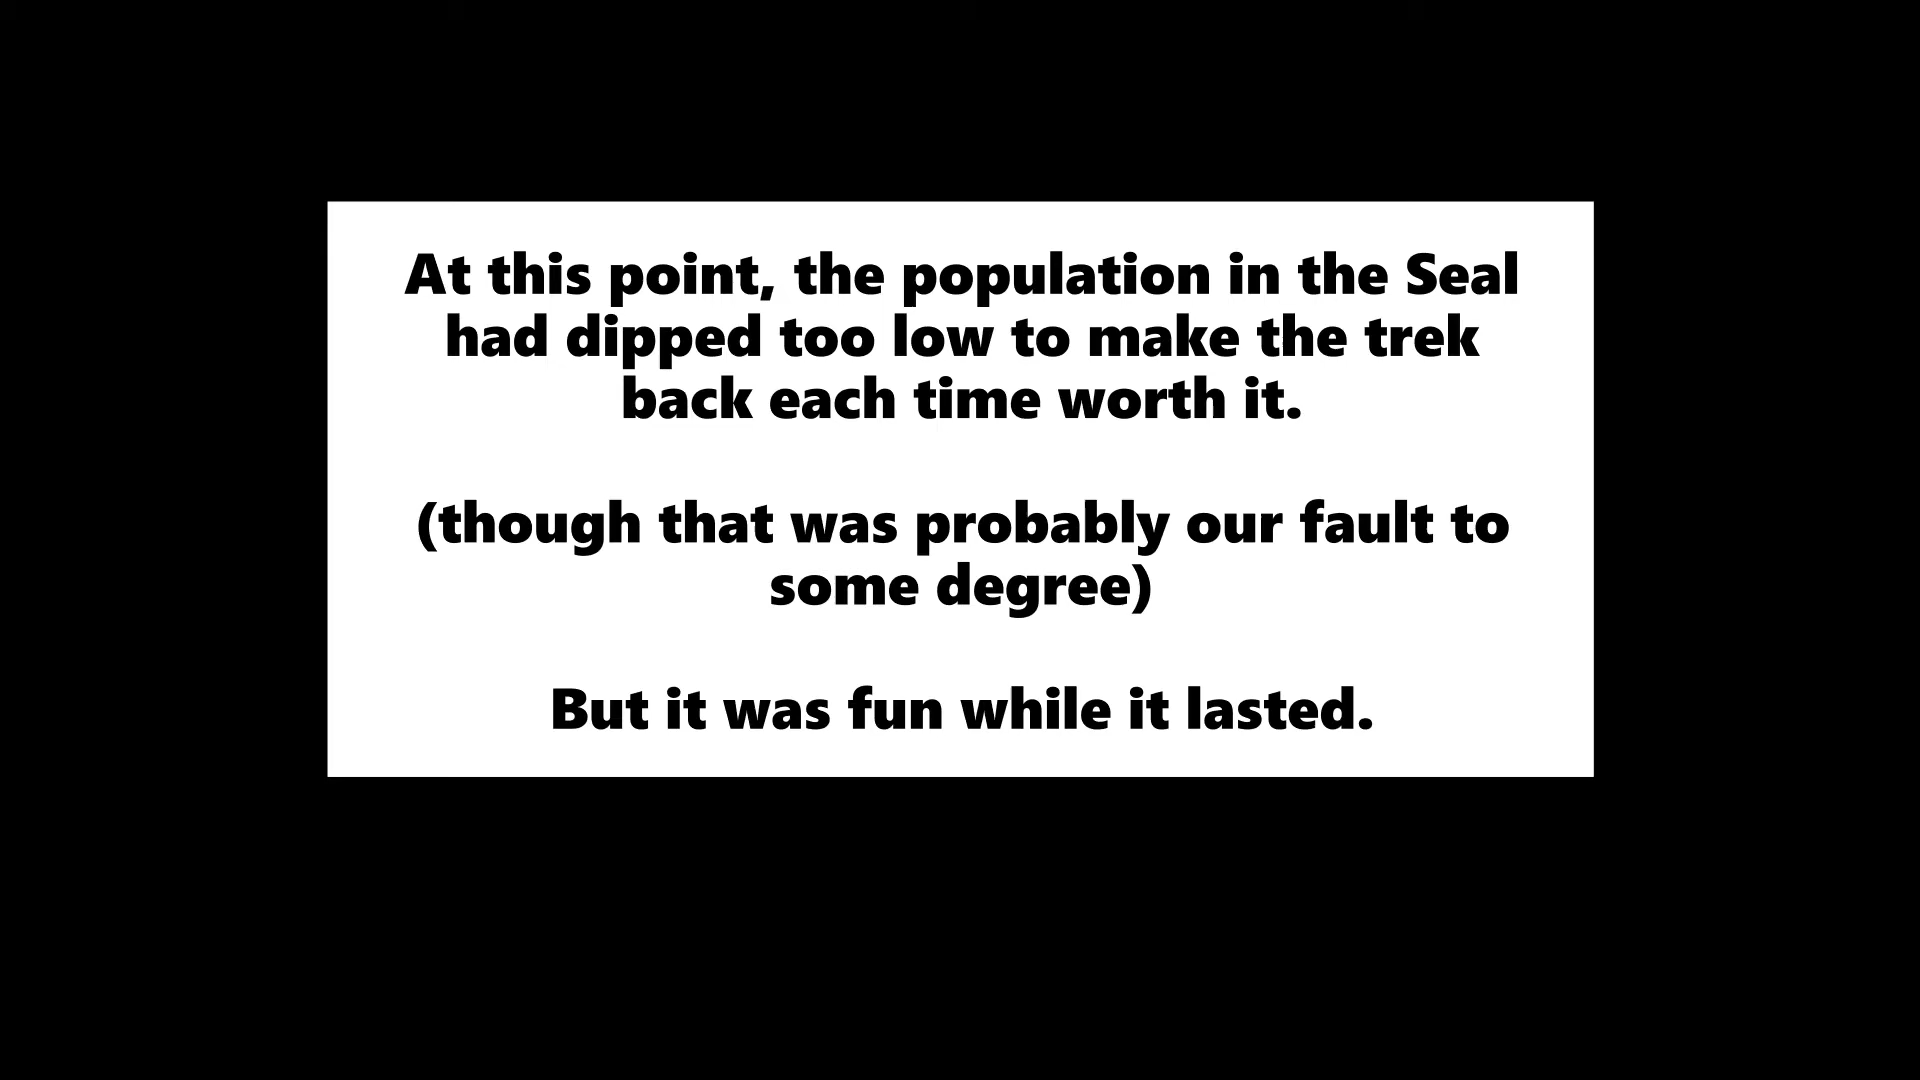 At this point, the population in the Seal
had dipped too low to make the trek
back each time worth it.
(though that was probably our fault to
some degree)
But it was fun while it lasted.